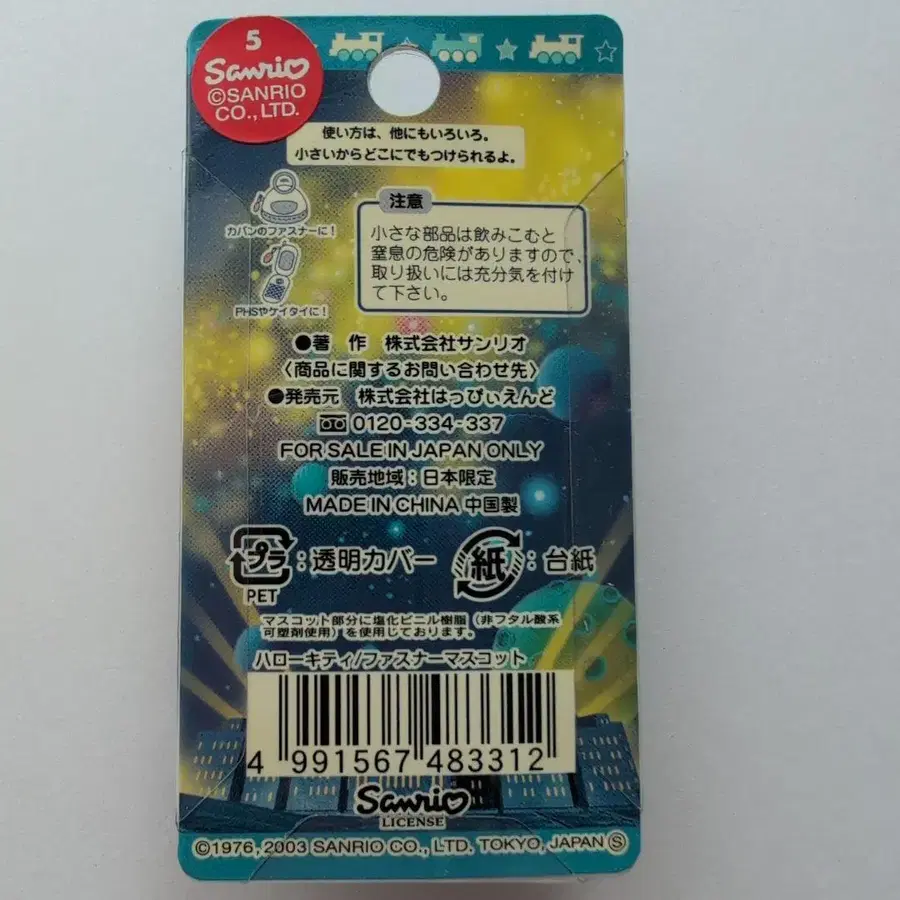 5
Sanrio
©SANRIO
CO., LTD.
使い方は、他にもいろいろ。
小さいからどこにでもつけられるよ。
カバンのファスナーに！
PHSやケイタイに！
注意
小さな部品は飲みこむと
窒息の危険がありますので、
取り扱いには充分気を付け
て下さい。
●著 作 株式会社サンリオ
〈商品に関するお問い合わせ先〉
●発売元 株式会社はっぴぃえんど
0120-334-337
FOR SALE IN JAPAN ONLY
販売地域：日本限定
MADE IN CHINA 中国製
プラ：透明カバー
PET
紙：台紙
マスコット部分に塩化ビニル樹脂（非フタル酸系
可塑剤使用）を使用しております。
ハローキティ/ファスナーマスコット
4 991567 483312
Sanrio
LICENSE
©1976, 2003 SANRIO CO., LTD. TOKYO, JAPAN Ⓢ